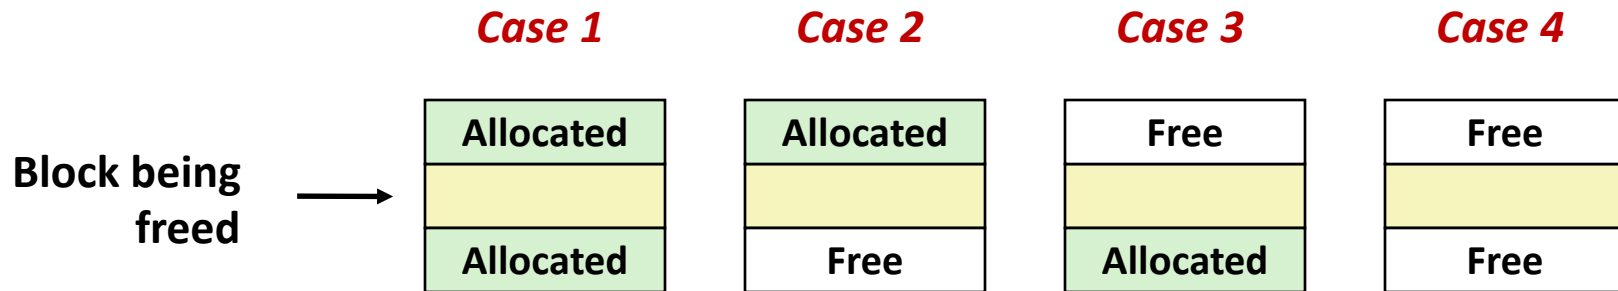 Case 1 Case 2 Case 3 Case 4
Allocated Allocated Free Free
Block being
freed
Allocated Free Allocated Free